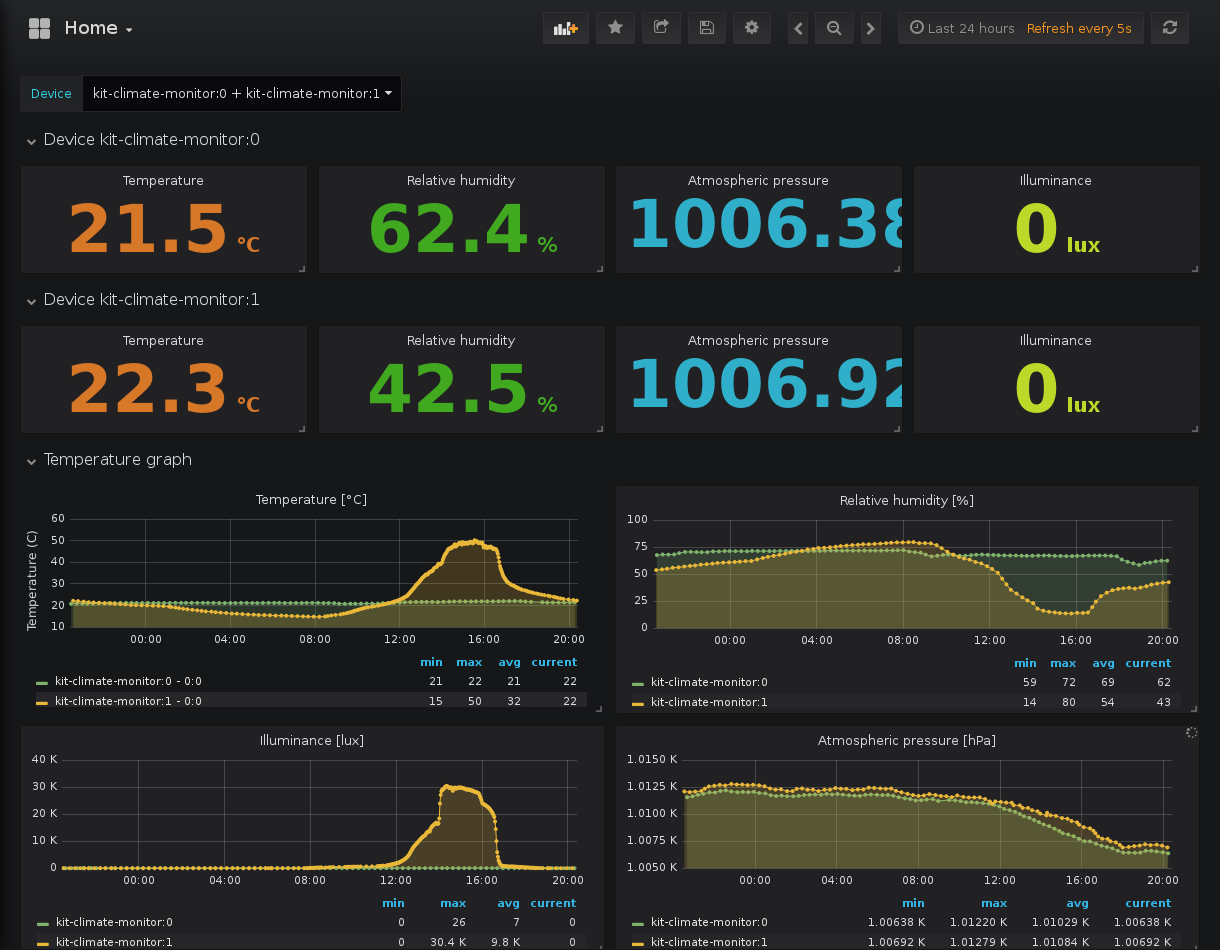 Home
Last 24 hours Refresh every 5s
Device kit-climate-monitor:0 + kit-climate-monitor:1
Device kit-climate-monitor:0
Temperature Relative humidity Atmospheric pressure Illuminance
21.5 °C 62.4 % 1006.38 0 lux
Device kit-climate-monitor:1
Temperature Relative humidity Atmospheric pressure Illuminance
22.3 °C 42.5 % 1006.92 0 lux
Temperature graph
Temperature [°C]
Temperature (C)
60
50
40
30
20
10
00:00 04:00 08:00 12:00 16:00 20:00
min max avg current
kit-climate-monitor:0 - 0:0 21 22 21 22
kit-climate-monitor:1 - 0:0 15 50 32 22
Relative humidity [%]
100
75
50
25
0
00:00 04:00 08:00 12:00 16:00 20:00
min max avg current
kit-climate-monitor:0 59 72 69 62
kit-climate-monitor:1 14 80 54 43
Illuminance [lux]
40 K
30 K
20 K
10 K
0
00:00 04:00 08:00 12:00 16:00 20:00
min max avg current
kit-climate-monitor:0 0 26 7 0
kit-climate-monitor:1 0 30.4 K 9.8 K 0
Atmospheric pressure [hPa]
1.0150 K
1.0125 K
1.0100 K
1.0075 K
1.0050 K
00:00 04:00 08:00 12:00 16:00 20:00
min max avg current
kit-climate-monitor:0 1.00638 K 1.01220 K 1.01029 K 1.00638 K
kit-climate-monitor:1 1.00692 K 1.01279 K 1.01084 K 1.00692 K